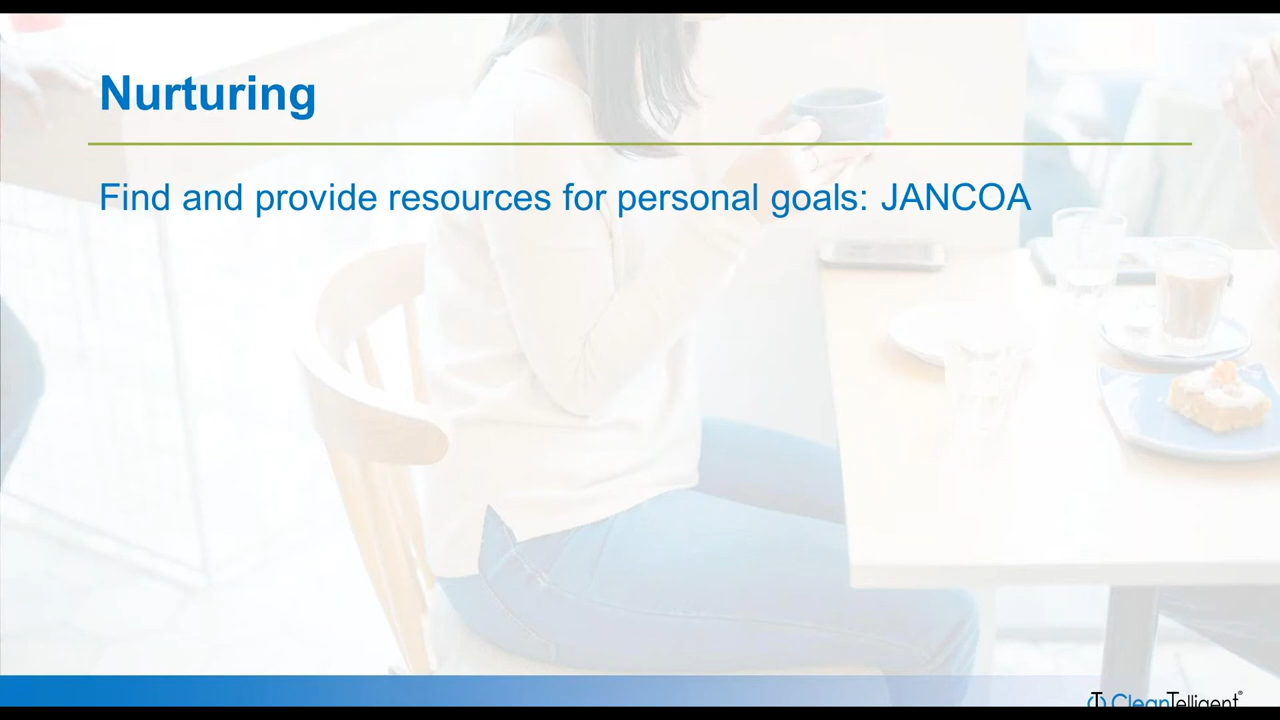 Nurturing
Find and provide resources for personal goals: JANCOA
CleanTelligent®